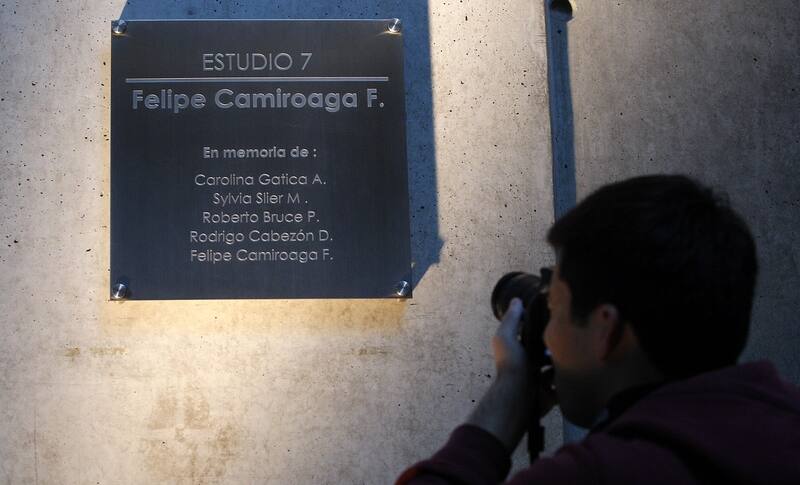 ESTUDIO 7
Felipe Camiroaga F.
En memoria de :
Carolina Gatica A.
Sylvia Slier M .
Roberto Bruce P.
Rodrigo Cabezón D.
Felipe Camiroaga F.